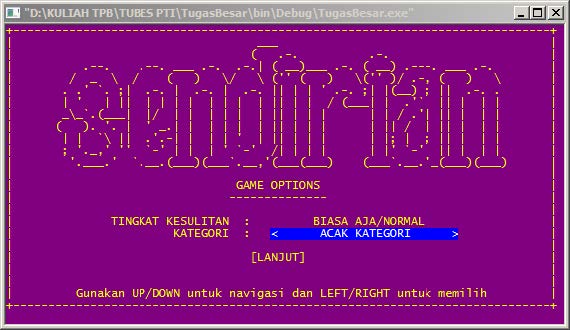 "D:\KULIAH TPB\TUBES PTI\TugasBesar\bin\Debug\TugasBesar.exe"
GAME OPTIONS
TINGKAT KESULITAN : BIASA AJA/NORMAL
KATEGORI : < ACAK KATEGORI >
[LANJUT]
Gunakan UP/DOWN untuk navigasi dan LEFT/RIGHT untuk memilih